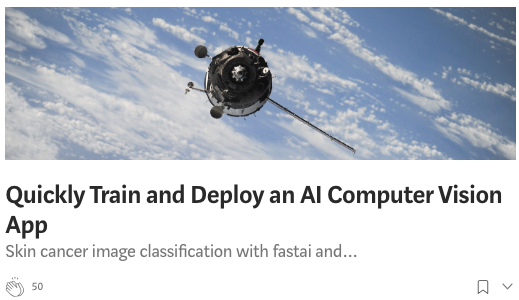 Quickly Train and Deploy an AI Computer Vision
App
Skin cancer image classification with fastai and...
50